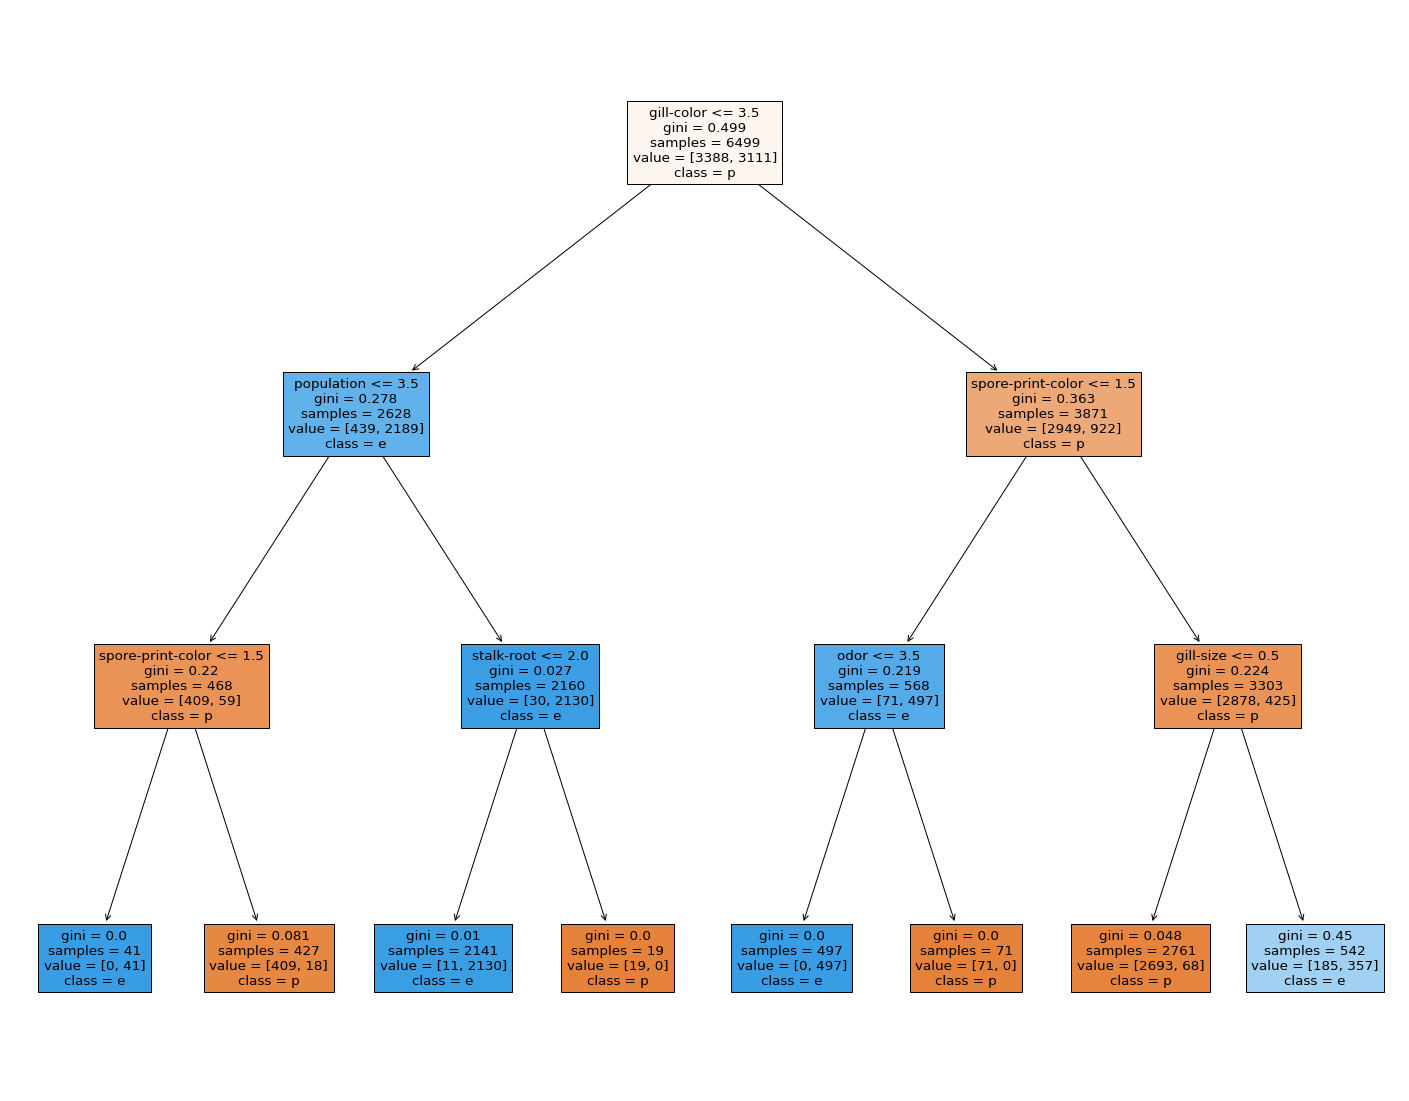 gill-color <= 3.5
gini = 0.499
samples = 6499
value = [3388, 3111]
class = p
population <= 3.5
gini = 0.278
samples = 2628
value = [439, 2189]
class = e
spore-print-color <= 1.5
gini = 0.363
samples = 3871
value = [2949, 922]
class = p
spore-print-color <= 1.5
gini = 0.22
samples = 468
value = [409, 59]
class = p
stalk-root <= 2.0
gini = 0.027
samples = 2160
value = [30, 2130]
class = e
odor <= 3.5
gini = 0.219
samples = 568
value = [71, 497]
class = e
gill-size <= 0.5
gini = 0.224
samples = 3303
value = [2878, 425]
class = p
gini = 0.0
samples = 41
value = [0, 41]
class = e
gini = 0.081
samples = 427
value = [409, 18]
class = p
gini = 0.01
samples = 2141
value = [11, 2130]
class = e
gini = 0.0
samples = 19
value = [19, 0]
class = p
gini = 0.0
samples = 497
value = [0, 497]
class = e
gini = 0.0
samples = 71
value = [71, 0]
class = p
gini = 0.048
samples = 2761
value = [2693, 68]
class = p
gini = 0.45
samples = 542
value = [185, 357]
class = e